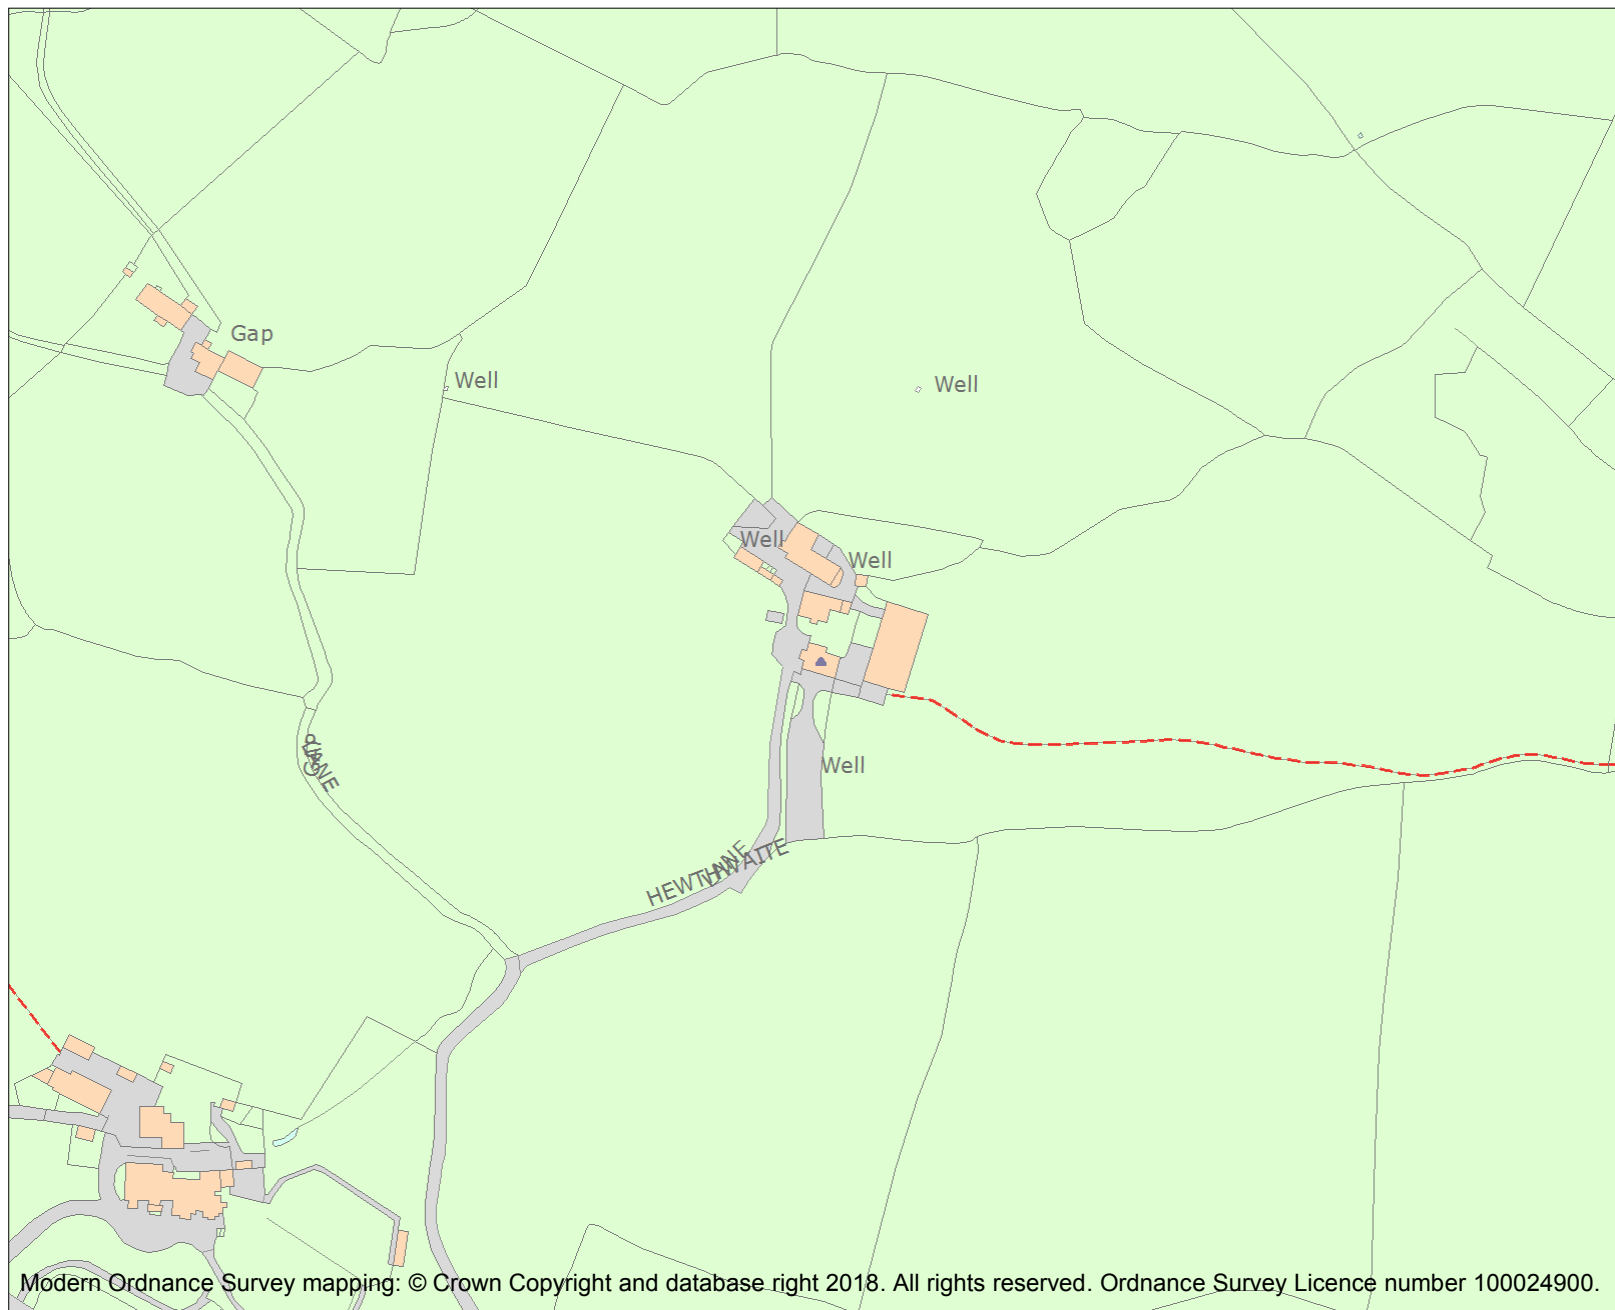 Gap
Well
Well
Well
Well
LANE
Well
HEWTHWAITE
LANE
Modern Ordnance Survey mapping: © Crown Copyright and database right 2018. All rights reserved. Ordnance Survey Licence number 100024900.